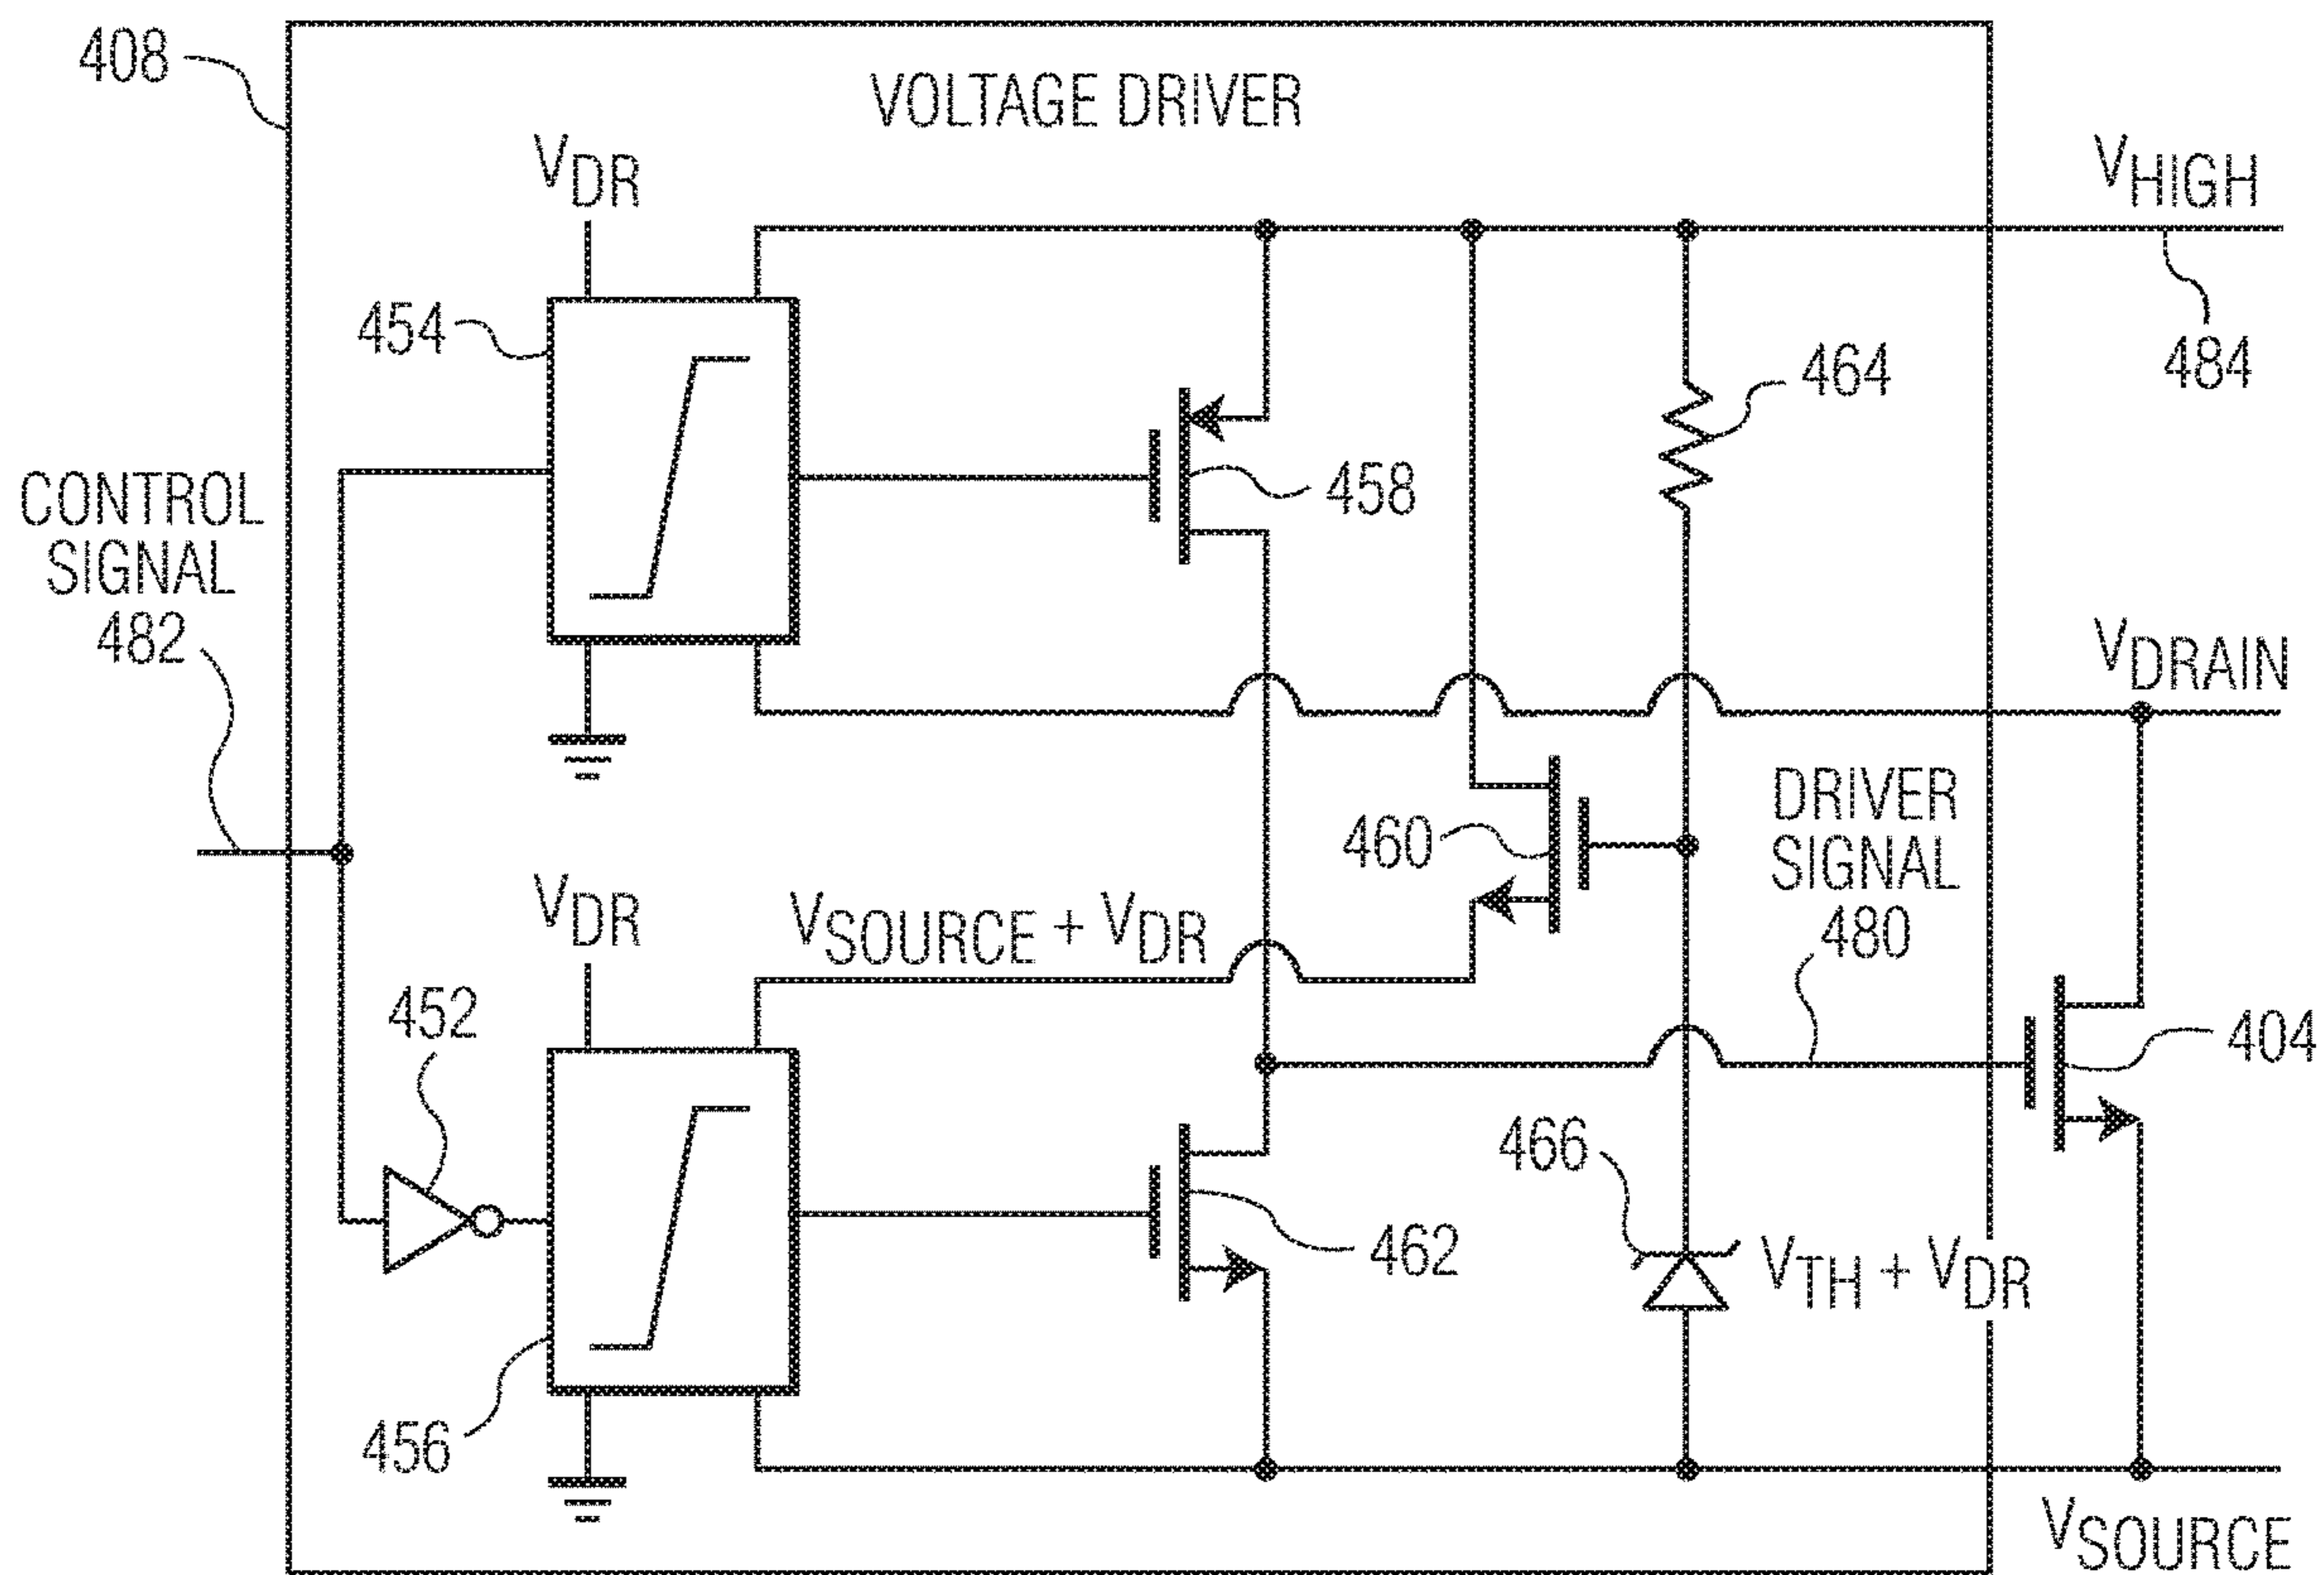 408
VOLTAGE DRIVER
VDR
VHIGH
454
464
484
CONTROL
SIGNAL
482
458
VDRAIN
DRIVER
SIGNAL
480
460
VDR
VSOURCE + VDR
452
404
466
462
VTH + VDR
456
VSOURCE